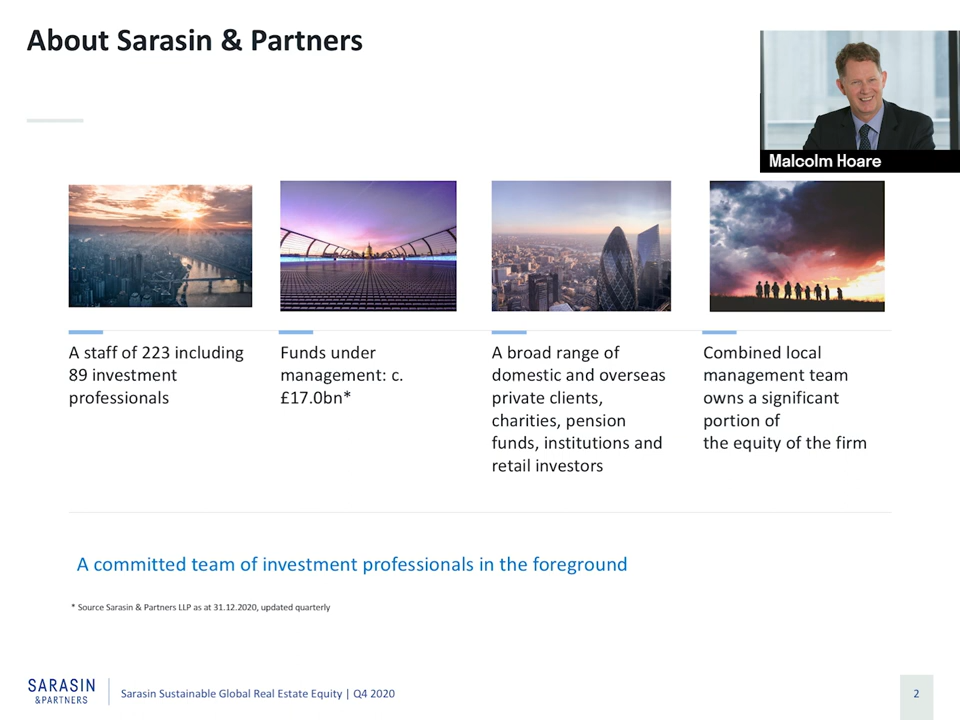 About Sarasin & Partners
Malcolm Hoare
A staff of 223 including
89 investment
professionals
Funds under
management: c.
£17.0bn*
A broad range of
domestic and overseas
private clients,
charities, pension
funds, institutions and
retail investors
Combined local
management team
owns a significant
portion of
the equity of the firm
A committed team of investment professionals in the foreground
* Source Sarasin & Partners LLP as at 31.12.2020, updated quarterly
SARASIN
& PARTNERS
Sarasin Sustainable Global Real Estate Equity | Q4 2020
2